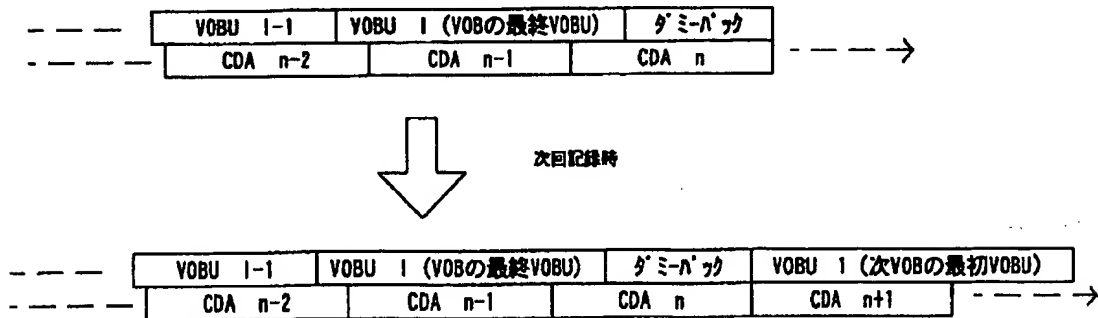 VOBU I-1 VOBU I (VOBの最終VOBU) ダミーパック
CDA n-2 CDA n-1 CDA n
次回記録時
VOBU I-1 VOBU I (VOBの最終VOBU) ダミーパック VOBU 1 (次VOBの最初VOBU)
CDA n-2 CDA n-1 CDA n CDA n+1